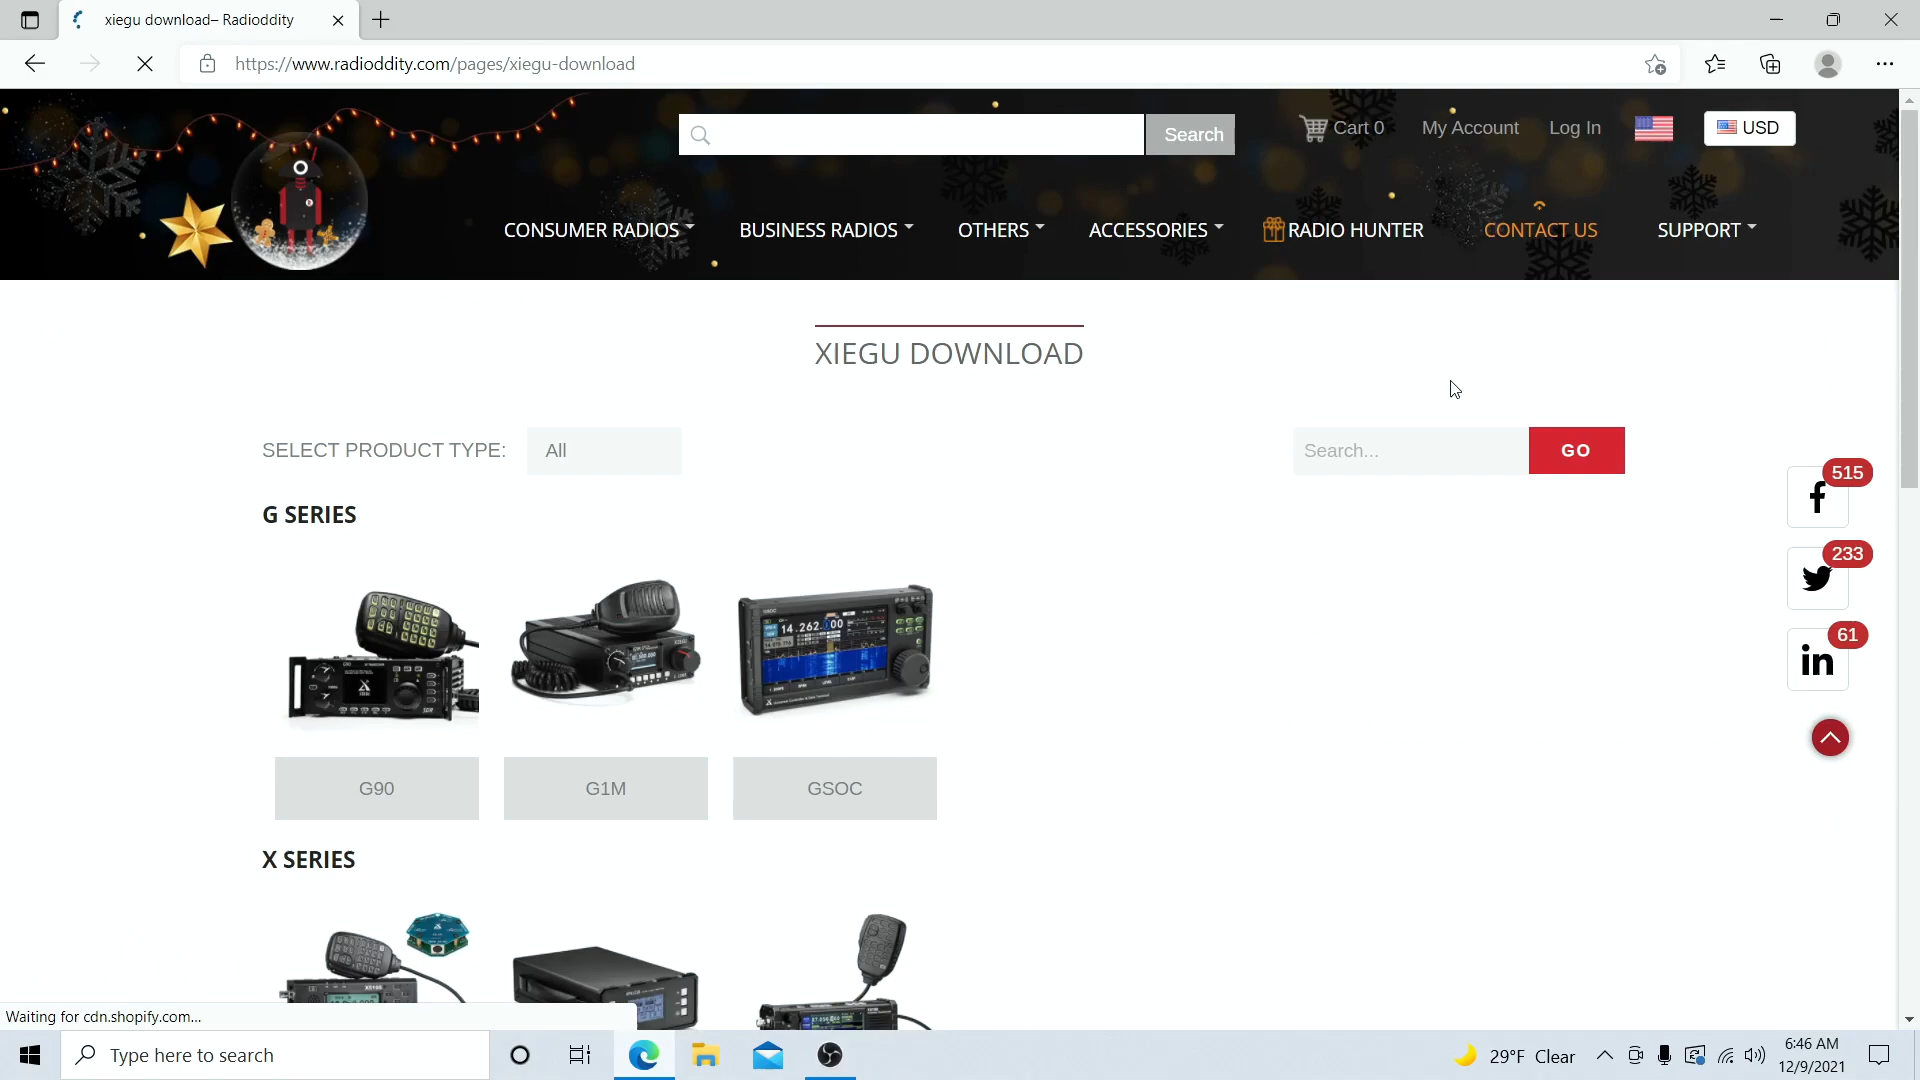 xiegu download– Radioddity
https://www.radioddity.com/pages/xiegu-download
Search
Cart 0
My Account
Log In
USD
CONSUMER RADIOS
BUSINESS RADIOS
OTHERS
ACCESSORIES
RADIO HUNTER
CONTACT US
SUPPORT
XIEGU DOWNLOAD
SELECT PRODUCT TYPE:
All
Search...
GO
515
233
61
G SERIES
14.262.00
G90
G1M
GSOC
X SERIES
Waiting for cdn.shopify.com...
Type here to search
29°F Clear
6:46 AM
12/9/2021